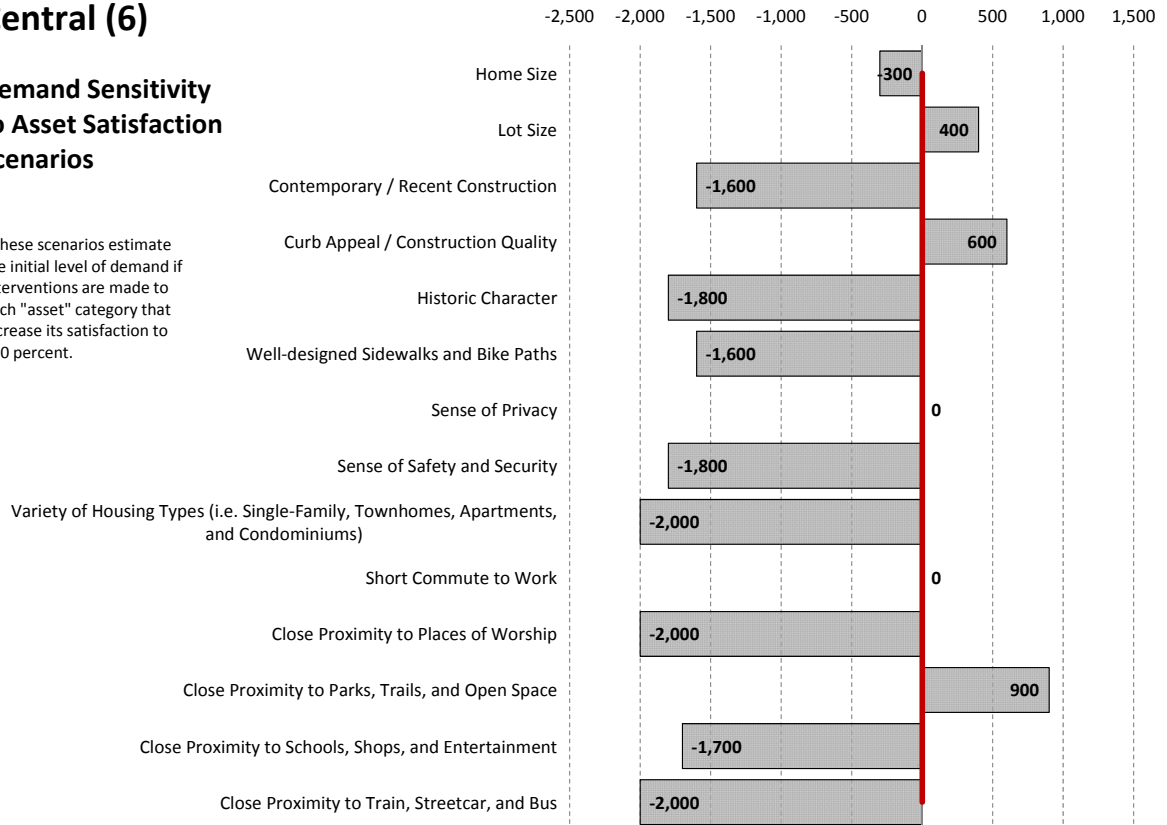 entral (6)
-2,500 -2,000 -1,500 -1,000 -500 0 500 1,000 1,500
emand Sensitivity
Asset Satisfaction
cenarios
hese scenarios estimate
e initial level of demand if
terventions are made to
ch "asset" category that
crease its satisfaction to
0 percent.
Home Size -300
Lot Size 400
Contemporary / Recent Construction -1,600
Curb Appeal / Construction Quality 600
Historic Character -1,800
Well-designed Sidewalks and Bike Paths -1,600
Sense of Privacy 0
Sense of Safety and Security -1,800
Variety of Housing Types (i.e. Single-Family, Townhomes, Apartments,
and Condominiums) -2,000
Short Commute to Work 0
Close Proximity to Places of Worship -2,000
Close Proximity to Parks, Trails, and Open Space 900
Close Proximity to Schools, Shops, and Entertainment -1,700
Close Proximity to Train, Streetcar, and Bus -2,000